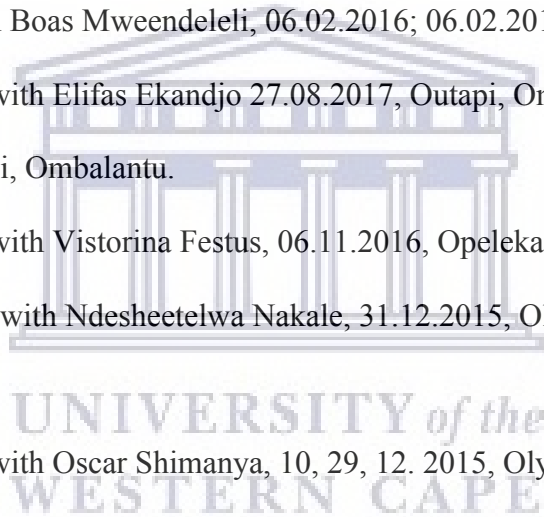 Boas Mweendeleli, 06.02.2016; 06.02.201
with Elifas Ekandjo 27.08.2017, Outapi,
Ombalantu.
with Vistorina Festus, 06.11.2016, Opeleka
with Ndesheetelwa Nakale, 31.12.2015,
UNIVERSITY of the
with Oscar Shimanya, 10, 29, 12. 2015,
WESTERN CAPE